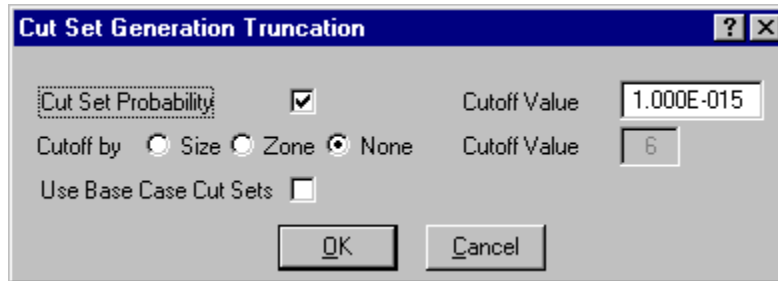 Cut Set Generation Truncation
Cut Set Probability Cutoff Value 1.000E-015
Cutoff by Size Zone None Cutoff Value 6
Use Base Case Cut Sets
OK Cancel